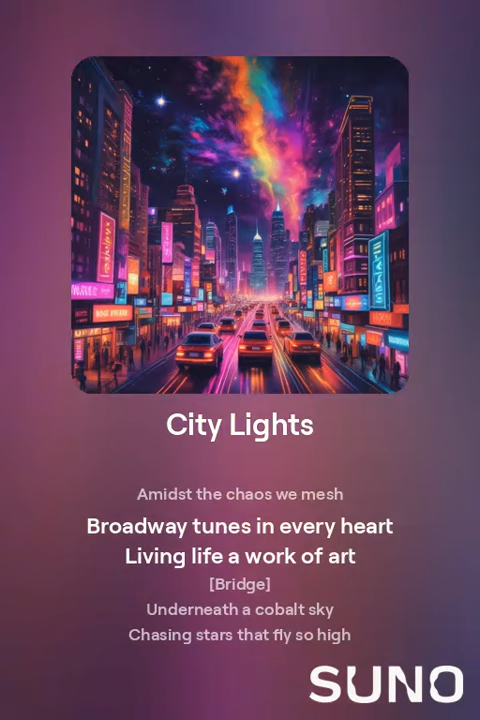 City Lights
Amidst the chaos we mesh
Broadway tunes in every heart
Living life a work of art
[Bridge]
Underneath a cobalt sky
Chasing stars that fly so high
SUNO